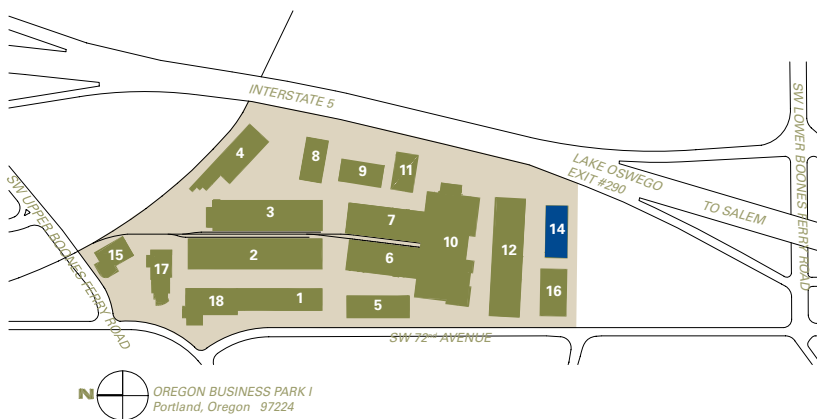 INTERSTATE 5
SW LOWER BOONES FERRY ROAD
4
8
9
11
LAKE OSWEGO
EXIT #290
TO SALEM
SW UPPER BOONES FERRY ROAD
3
7
10
12
14
15
17
2
6
18
1
5
16
SW 72nd AVENUE
N
OREGON BUSINESS PARK I
Portland, Oregon 97224